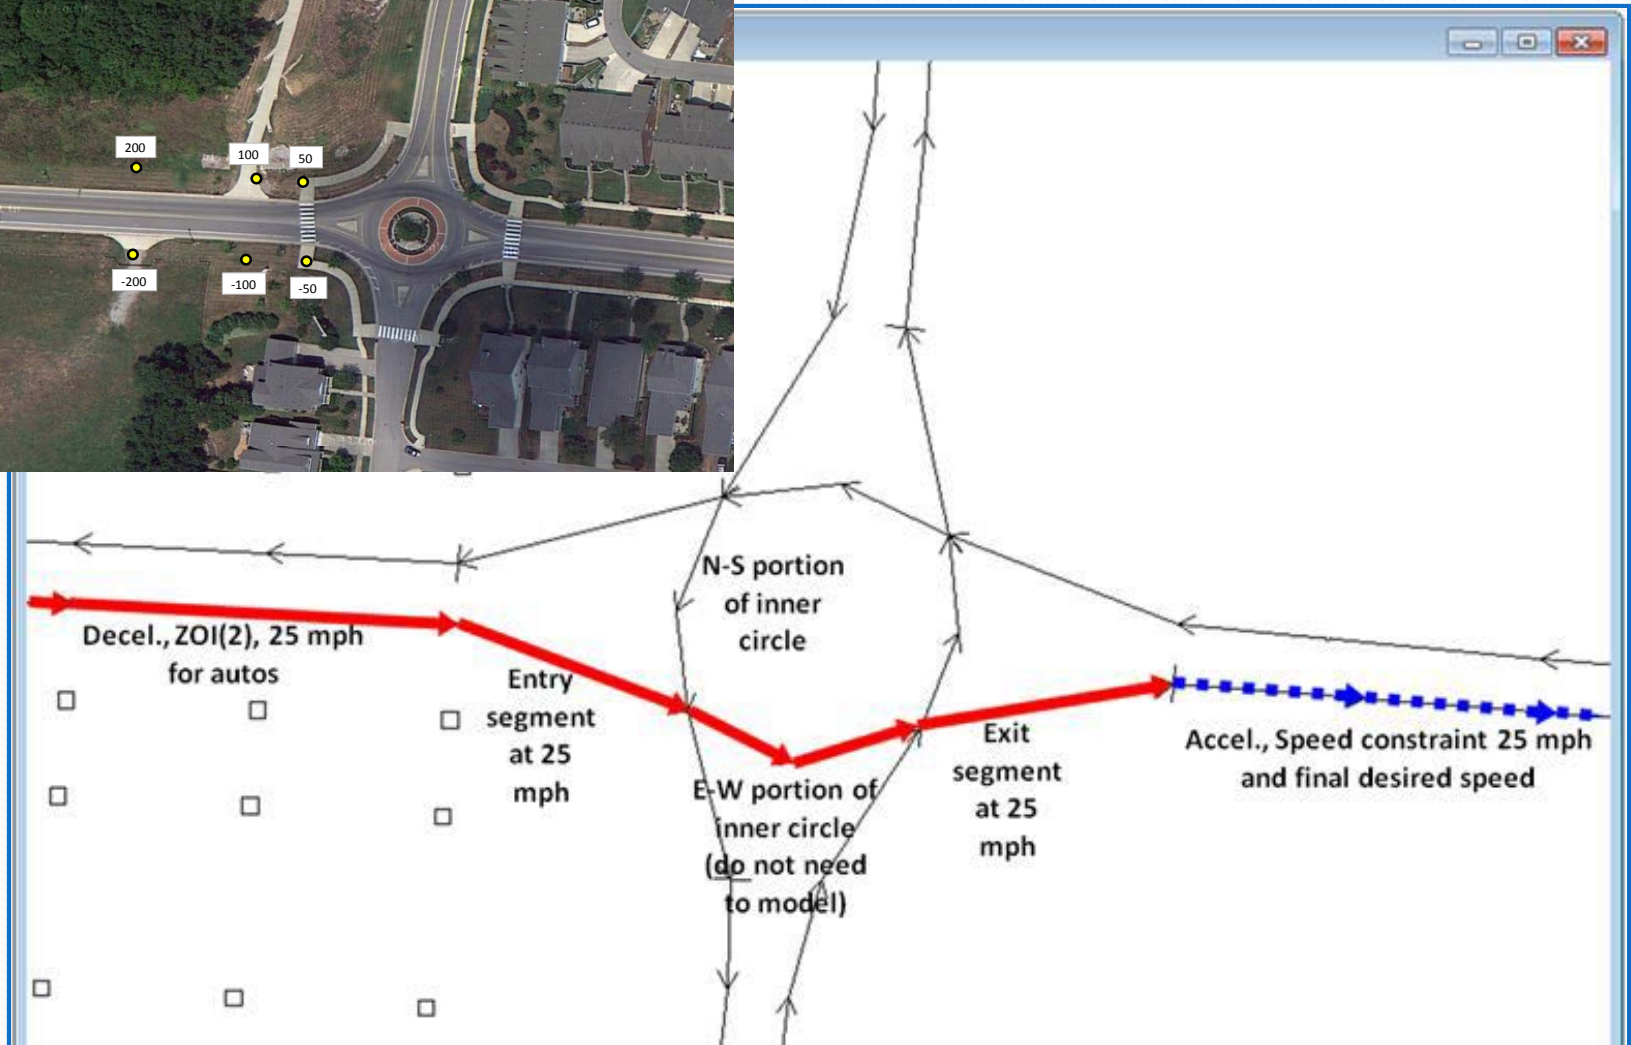 200
100
50
-200
-100
-50
N-S portion
of inner
circle
Decel., ZOI(2), 25 mph
for autos
Entry
segment
at 25
mph
E-W portion of
inner circle
(do not need
to model)
Exit
segment
at 25
mph
Accel., Speed constraint 25 mph
and final desired speed